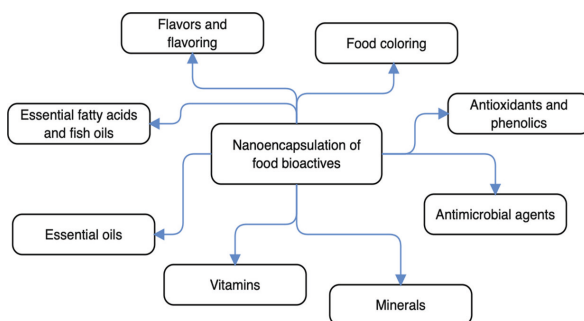 Flavors and
flavoring
Food coloring
Essential fatty acids
and fish oils
Antioxidants and
phenolics
Nanoencapsulation of
food bioactives
Essential oils
Antimicrobial agents
Vitamins
Minerals